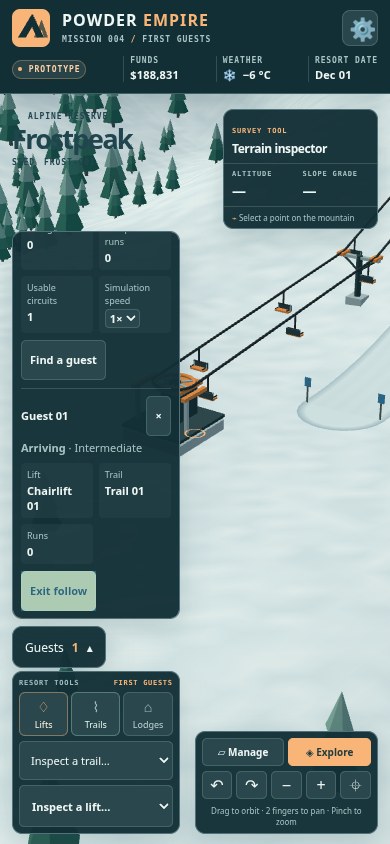 POWDER EMPIRE
MISSION 004 / FIRST GUESTS
PROTOTYPE
FUNDS
$188,831
WEATHER
−6 °C
RESORT DATE
Dec 01
ALPINE RESERVE
Frostpeak
SURVEY TOOL
Terrain inspector
ALTITUDE
—
SLOPE GRADE
—
Select a point on the mountain
0
runs
0
Usable
circuits
1
Simulation
speed
1×
Find a guest
Guest 01
×
Arriving · Intermediate
Lift
Chairlift
01
Trail
Trail 01
Runs
0
Exit follow
Guests 1 ▲
RESORT TOOLS
FIRST GUESTS
Lifts
Trails
Lodges
Inspect a trail...
Inspect a lift...
Manage
Explore
↶ ↷ − +
Drag to orbit · 2 fingers to pan · Pinch to
zoom